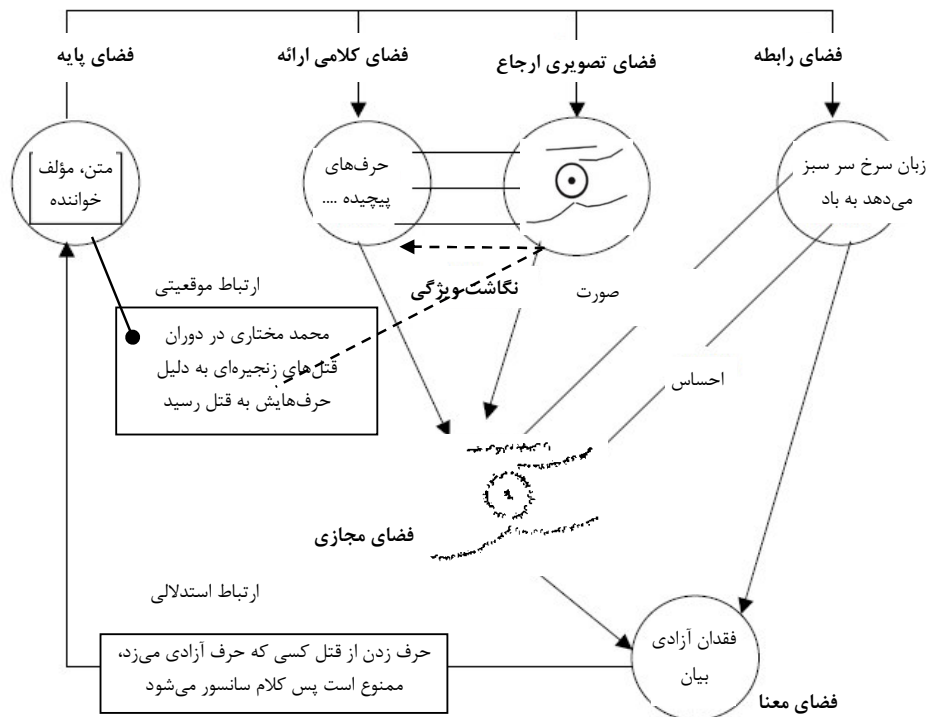 فضای پایه
فضای کلامی ارائه
فضای تصویری ارجاع
فضای رابطه
متن، مؤلف
خواننده
حرف‌های
پیچیده ....
زبان سرخ سر سبز
می‌دهد به باد
ارتباط موقعیتی
نگاشت ویژگی
صورت
محمد مختاری در دوران
قتل‌های زنجیره‌ای به دلیل
حرف‌هایش به قتل رسید
احساس
فضای مجازی
ارتباط استدلالی
حرف زدن از قتل کسی که حرف آزادی می‌زد،
ممنوع است پس کلام سانسور می‌شود
فقدان آزادی
بیان
فضای معنا